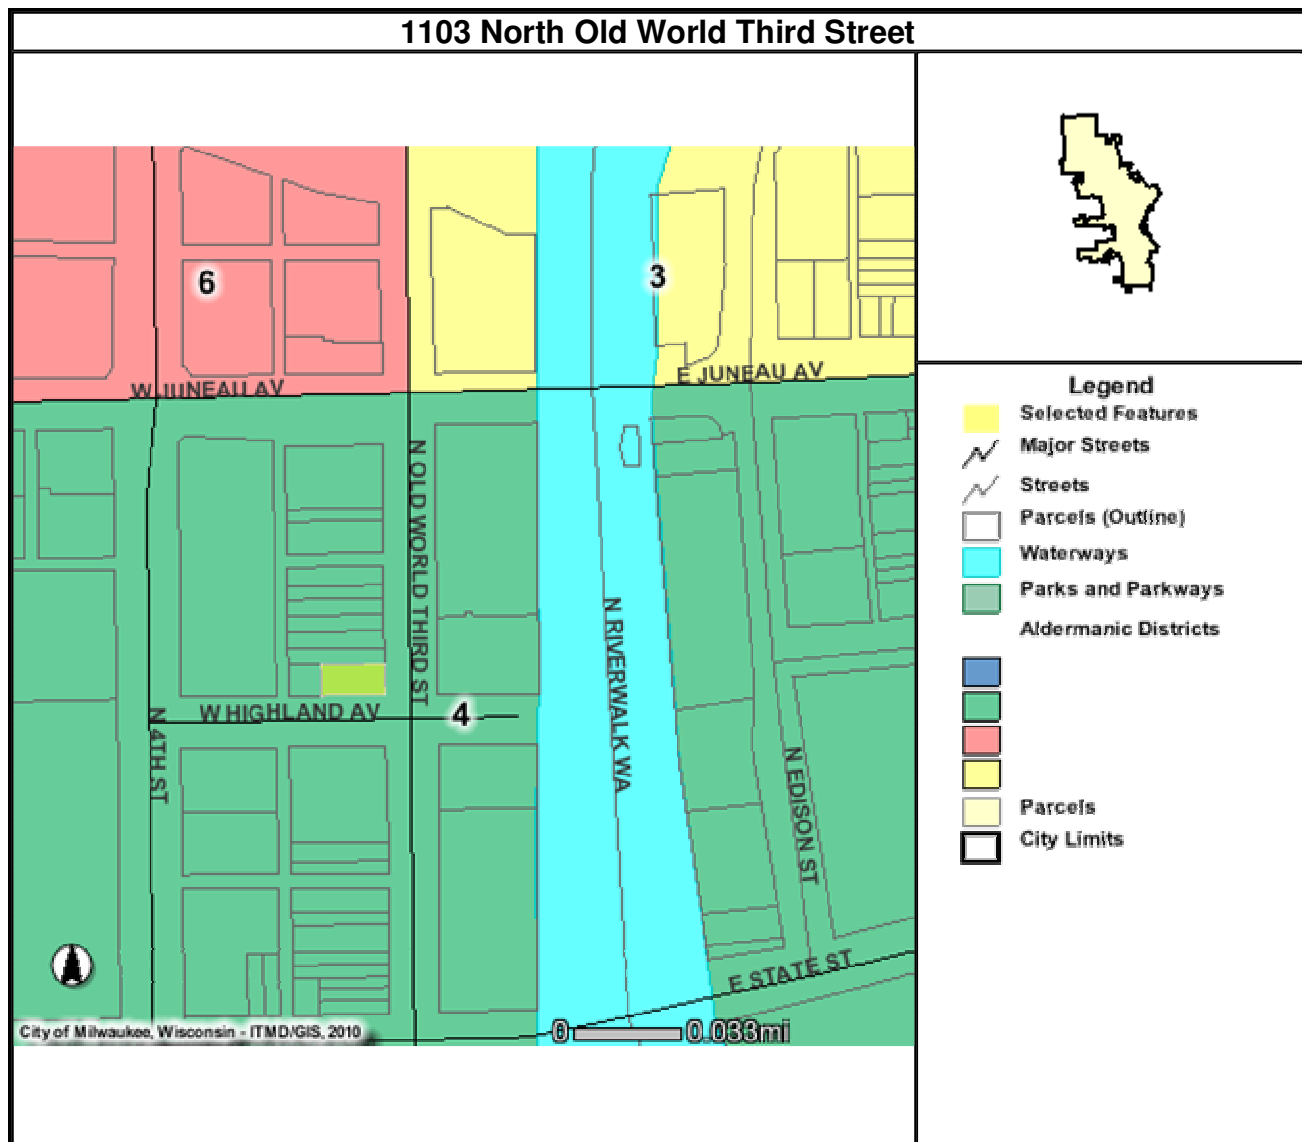 1103 North Old World Third Street
6
3
W JUNEAU AV
E JUNEAU AV
N OLD WORLD THIRD ST
N RIVERWALK WA
W HIGHLAND AV
4
N 4TH ST
N EDISON ST
E STATE ST
City of Milwaukee, Wisconsin - ITMD/GIS, 2010
0 0.033mi
Legend
Selected Features
Major Streets
Streets
Parcels (Outline)
Waterways
Parks and Parkways
Aldermanic Districts
Parcels
City Limits